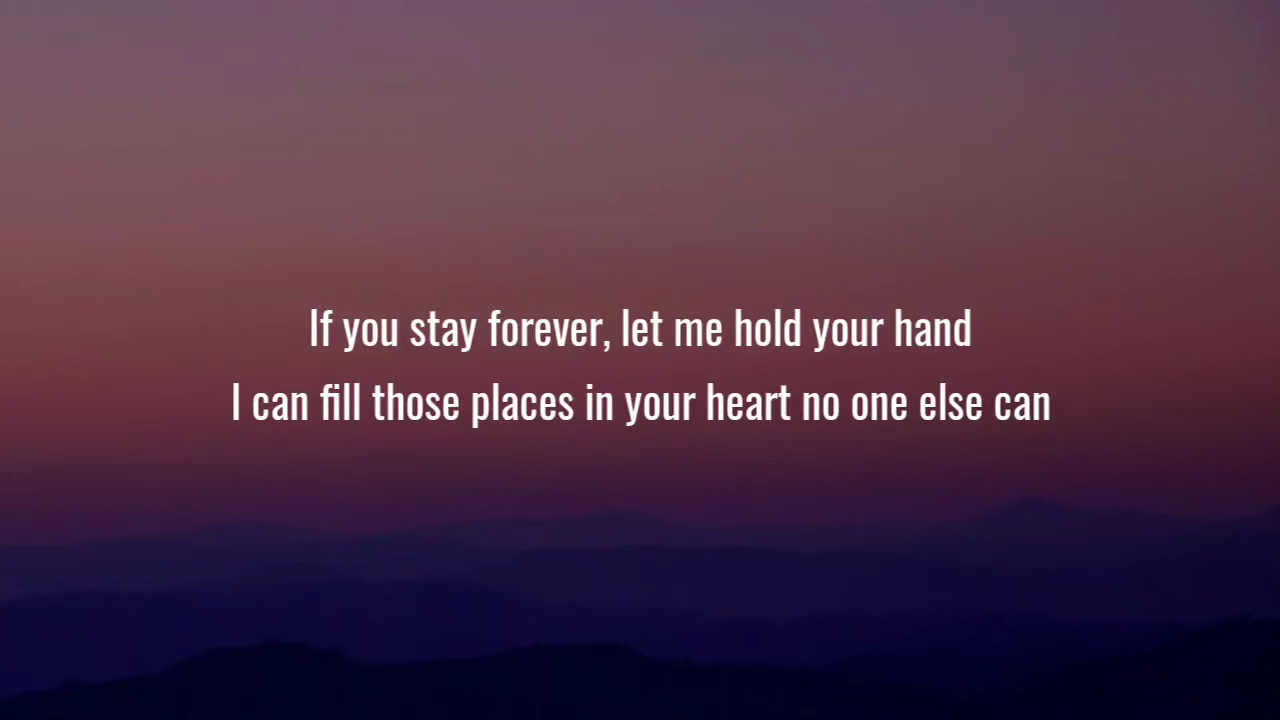 If you stay forever, let me hold your hand
I can fill those places in your heart no one else can